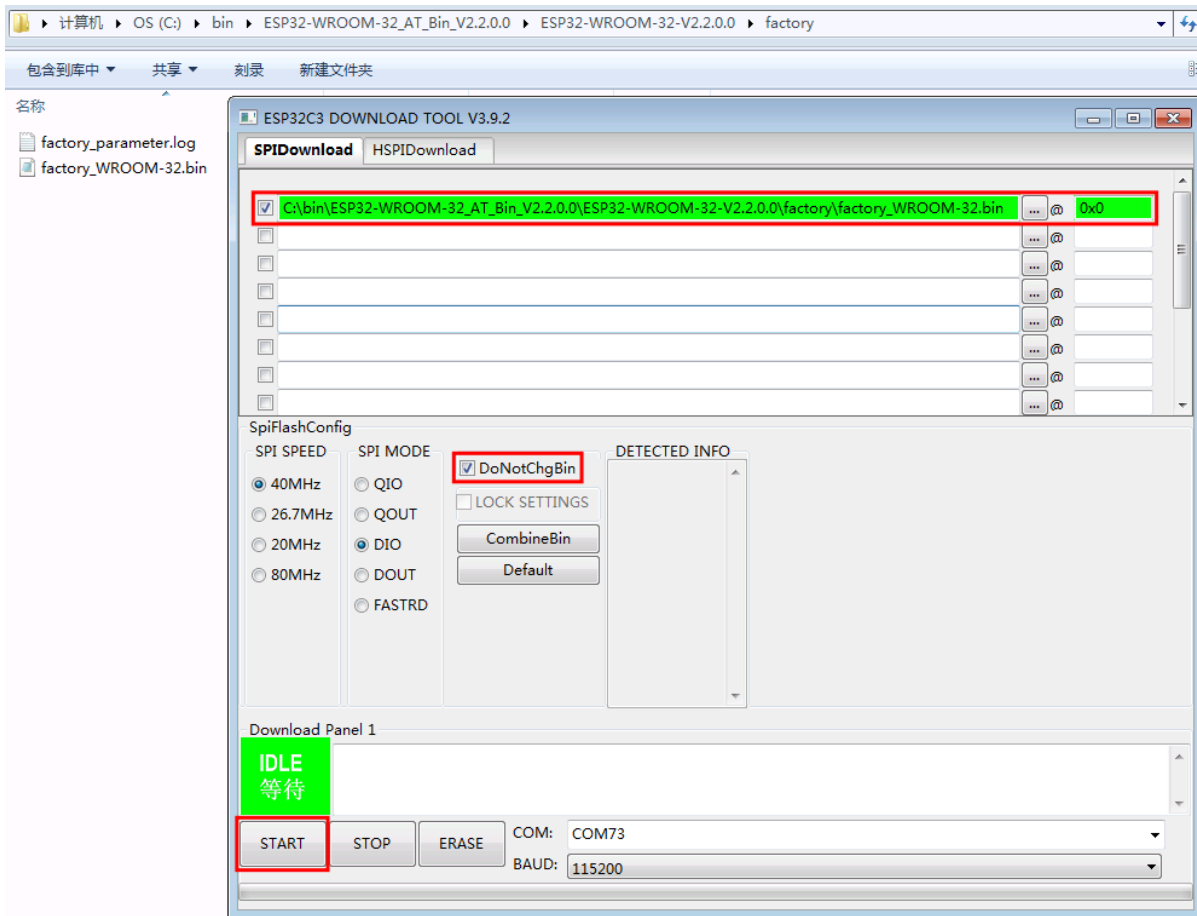 计算机 OS (C:) bin ESP32-WROOM-32_AT_Bin_V2.2.0.0 ESP32-WROOM-32-V2.2.0.0 factory
包含到库中 共享 刻录 新建文件夹
名称
factory_parameter.log
factory_WROOM-32.bin
ESP32C3 DOWNLOAD TOOL V3.9.2
SPIDownload HSPIDownload
C:\bin\ESP32-WROOM-32_AT_Bin_V2.2.0.0\ESP32-WROOM-32-V2.2.0.0\factory\factory_WROOM-32.bin ... @ 0x0
... @
... @
... @
... @
... @
... @
... @
SpiFlashConfig
SPI SPEED SPI MODE DoNotChgBin DETECTED INFO
40MHz QIO LOCK SETTINGS
26.7MHz QOUT CombineBin
20MHz DIO Default
80MHz DOUT
FASTRD
Download Panel 1
IDLE
等待
START STOP ERASE COM: COM73
BAUD: 115200